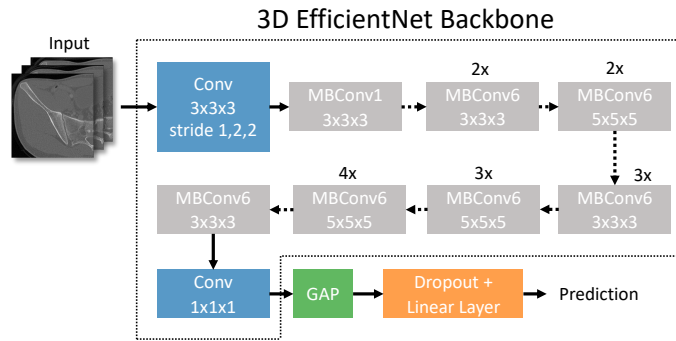 3D EfficientNet Backbone
Input
Conv
3x3x3
stride 1,2,2
MBConv1
3x3x3
2x
MBConv6
3x3x3
2x
MBConv6
5x5x5
3x
MBConv6
3x3x3
3x
MBConv6
5x5x5
4x
MBConv6
5x5x5
MBConv6
3x3x3
Conv
1x1x1
GAP
Dropout +
Linear Layer
Prediction